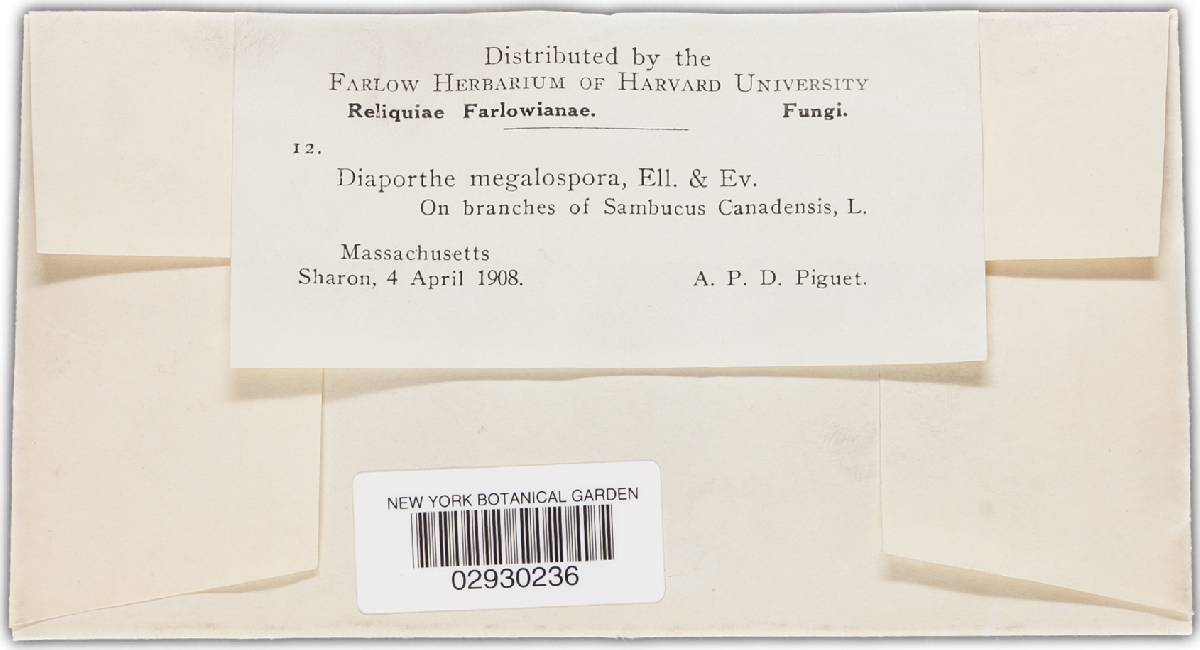 Distributed by the
FARLOW HERBARIUM OF HARVARD UNIVERSITY
Reliquiae Farlowianae. Fungi.
12.
Diaporthe megalospora, Ell. & Ev.
On branches of Sambucus Canadensis, L.
Massachusetts
Sharon, 4 April 1908. A. P. D. Piguet.
NEW YORK BOTANICAL GARDEN
02930236